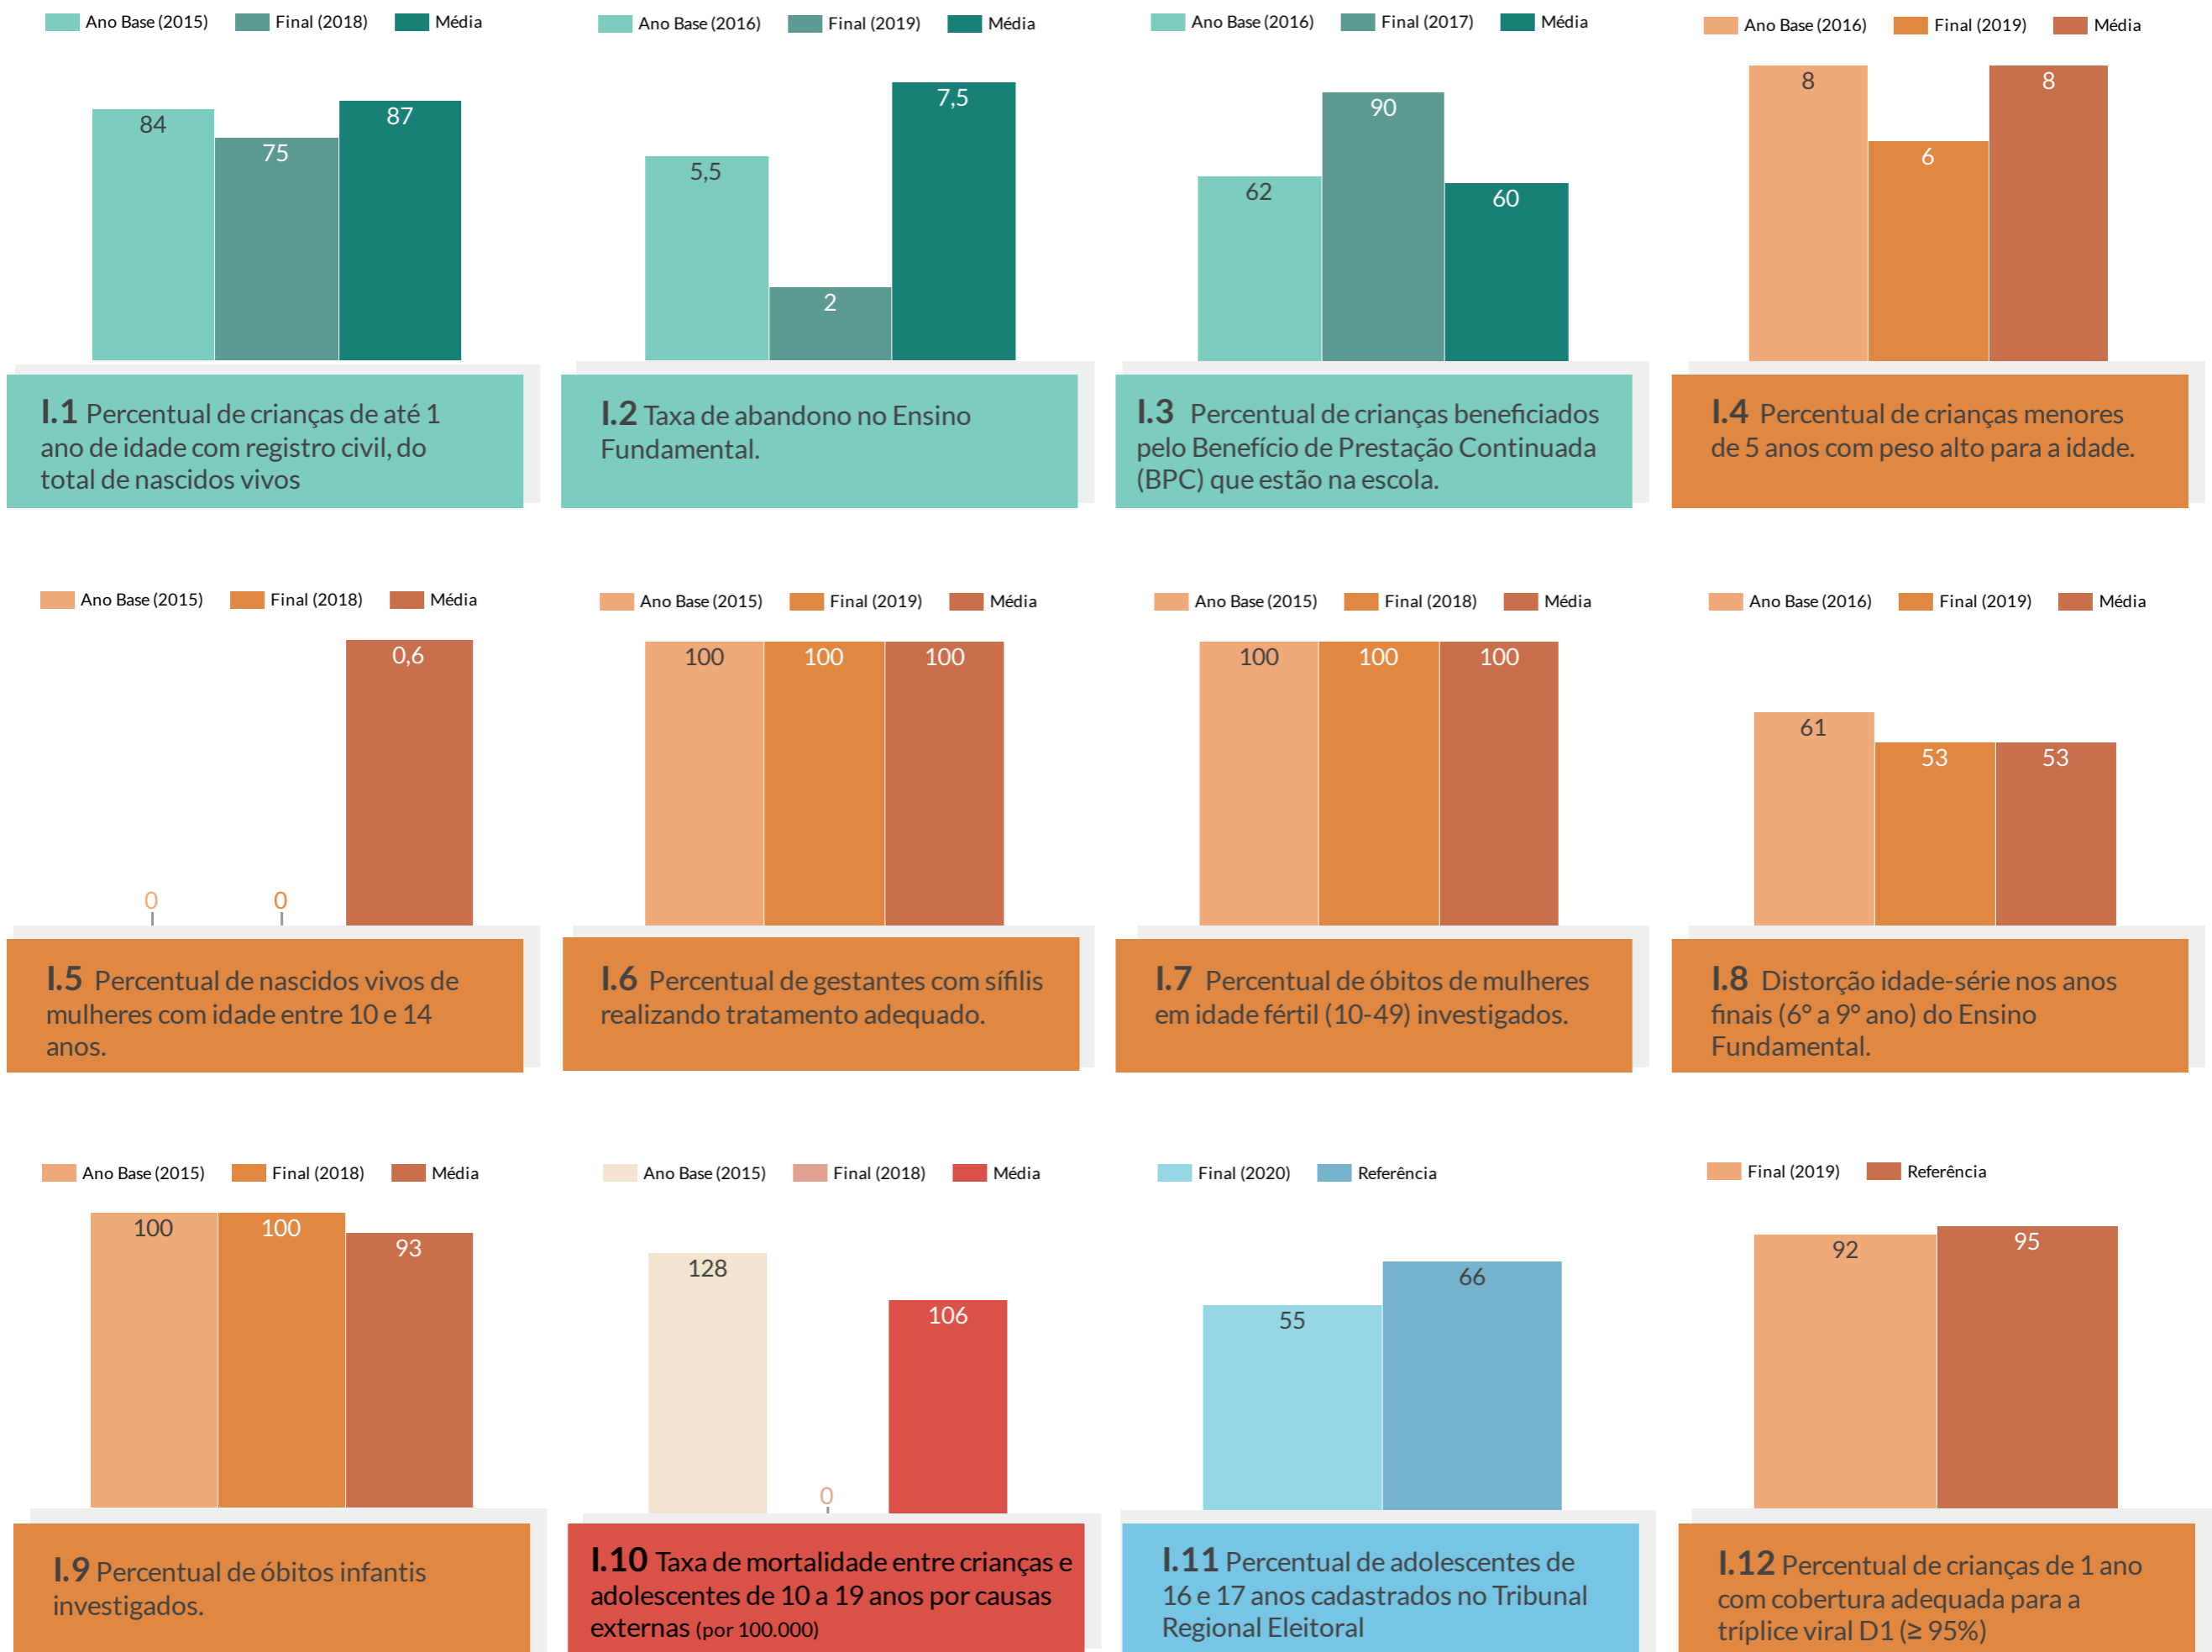 Ano Base (2015) Final (2018) Média
84
75
87
I.1 Percentual de crianças de até 1
ano de idade com registro civil, do
total de nascidos vivos
Ano Base (2016) Final (2019) Média
5,5
2
7,5
I.2 Taxa de abandono no Ensino
Fundamental.
Ano Base (2016) Final (2017) Média
62
90
60
I.3 Percentual de crianças beneficiados
pelo Benefício de Prestação Continuada
(BPC) que estão na escola.
Ano Base (2016) Final (2019) Média
8
6
8
I.4 Percentual de crianças menores
de 5 anos com peso alto para a idade.
Ano Base (2015) Final (2018) Média
0
0
0,6
I.5 Percentual de nascidos vivos de
mulheres com idade entre 10 e 14
anos.
Ano Base (2015) Final (2019) Média
100
100
100
I.6 Percentual de gestantes com sífilis
realizando tratamento adequado.
Ano Base (2015) Final (2018) Média
100
100
100
I.7 Percentual de óbitos de mulheres
em idade fértil (10-49) investigados.
Ano Base (2016) Final (2019) Média
61
53
53
I.8 Distorção idade-série nos anos
finais (6º a 9º ano) do Ensino
Fundamental.
Ano Base (2015) Final (2018) Média
100
100
93
I.9 Percentual de óbitos infantis
investigados.
Ano Base (2015) Final (2018) Média
128
0
106
I.10 Taxa de mortalidade entre crianças e
adolescentes de 10 a 19 anos por causas
externas (por 100.000)
Final (2020) Referência
55
66
I.11 Percentual de adolescentes de
16 e 17 anos cadastrados no Tribunal
Regional Eleitoral
Final (2019) Referência
92
95
I.12 Percentual de crianças de 1 ano
com cobertura adequada para a
tríplice viral D1 (≥ 95%)